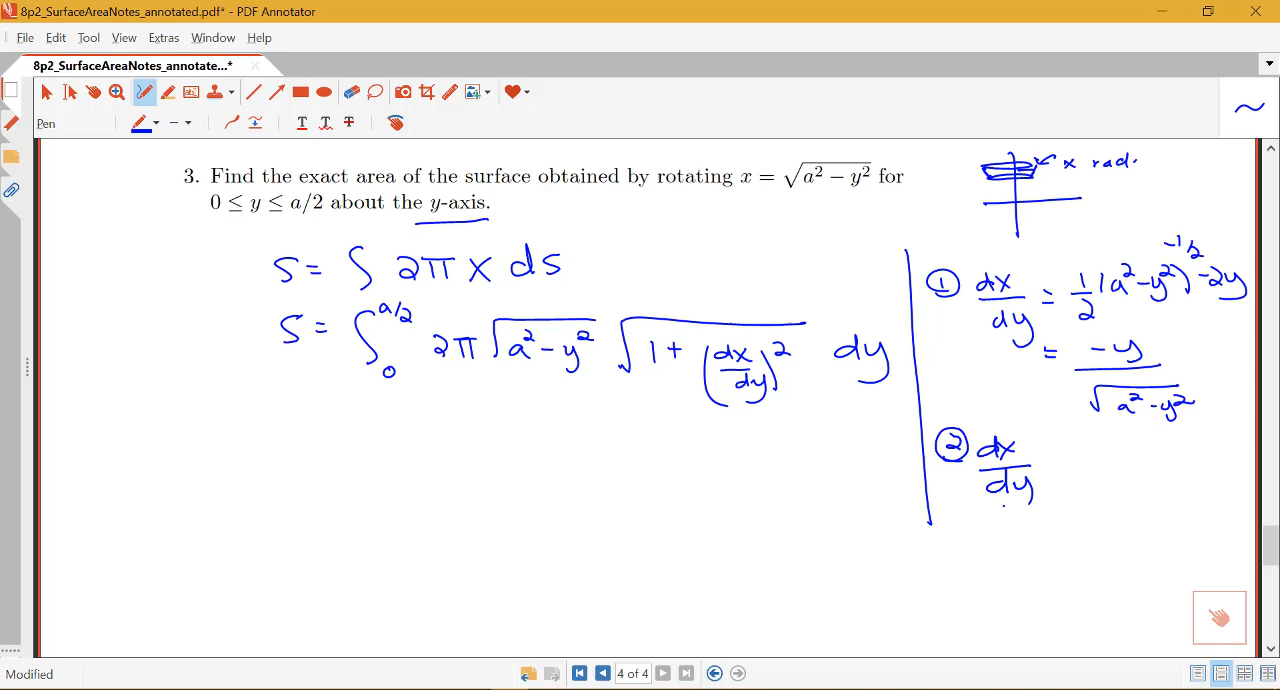 8p2_SurfaceAreaNotes_annotated.pdf* - PDF Annotator
File Edit Tool View Extras Window Help
8p2_SurfaceAreaNotes_annotate...*
Pen
3. Find the exact area of the surface obtained by rotating x = √(a² − y²) for
0 ≤ y ≤ a/2 about the y-axis.
x rad.
S = ∫ 2π x ds
S = ∫₀^(a/2) 2π √(a² − y²) √(1 + (dx/dy)²) dy
① dx/dy = 1/2 (a² − y²)^(-1/2) -2y
= -y/√(a² - y²)
② dx/dy
Modified
4 of 4